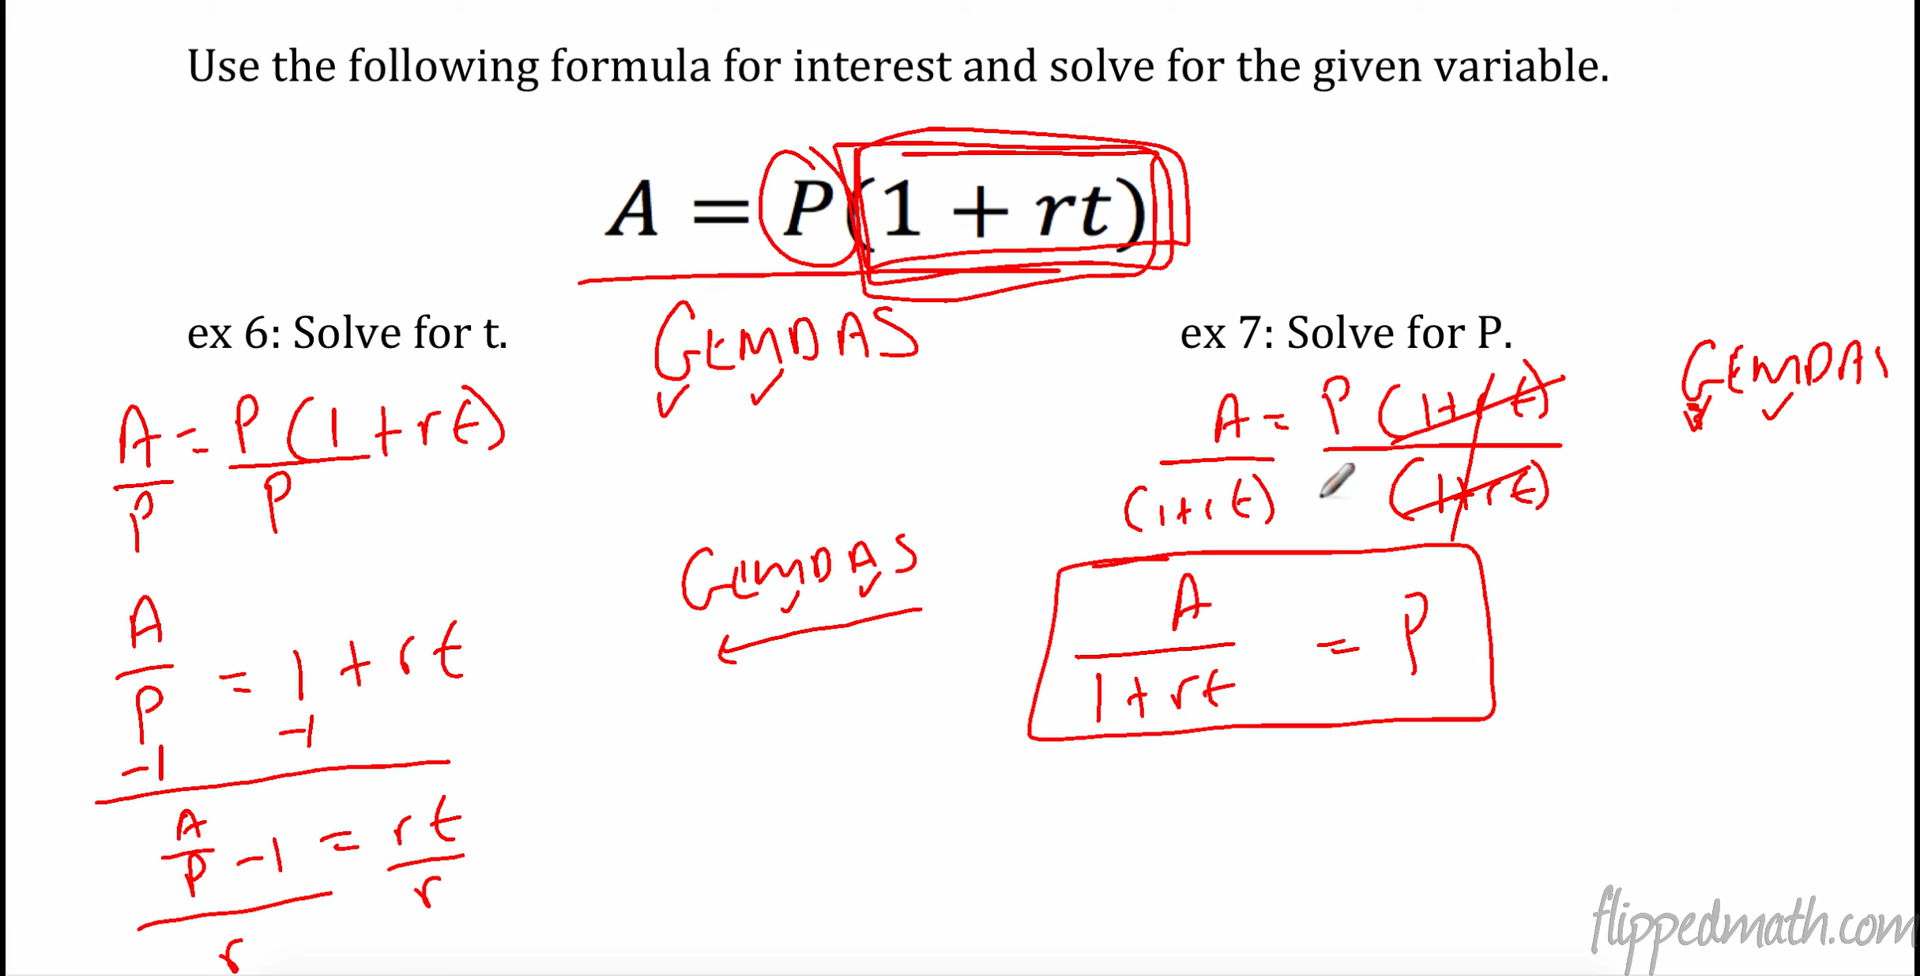 Use the following formula for interest and solve for the given variable.
A = P(1 + rt)
ex 6: Solve for t.
GEMDAS
A = P(1+rt)
P P
A/P = 1 + rt
-1 -1
A/P - 1 = rt
r r
GEMDAS
ex 7: Solve for P.
GEMDAS
A = P(1+rt)
(1+rt) (1+rt)
A
1+rt = P
flippedmath.com